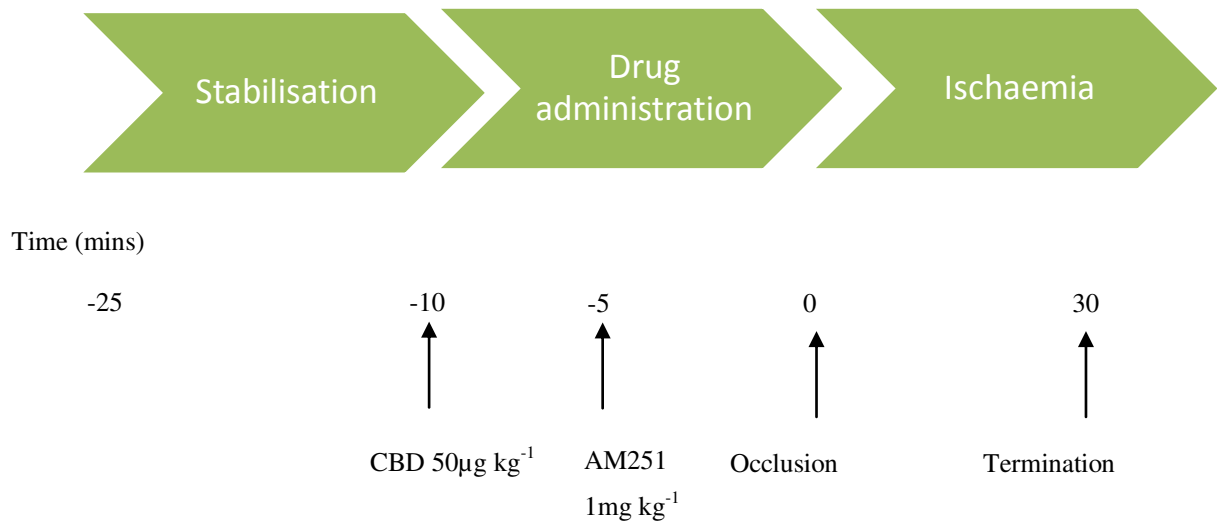 Stabilisation
Drug
administration
Ischaemia
Time (mins)
-25 -10 -5 0 30
CBD 50µg kg⁻¹ AM251 Occlusion Termination
1mg kg⁻¹